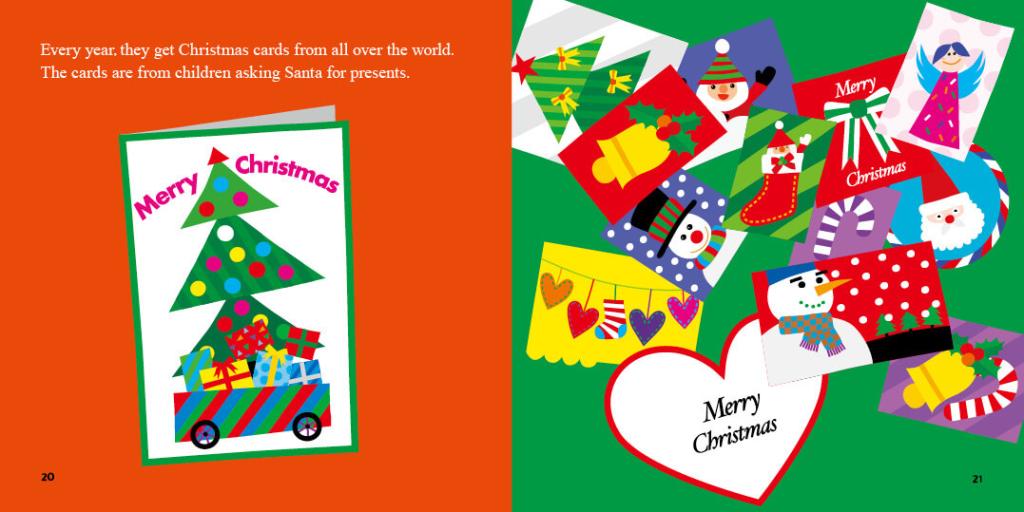 Every year, they get Christmas cards from all over the world.
The cards are from children asking Santa for presents.
Merry Christmas
20
Merry
Christmas
Merry
Christmas
21